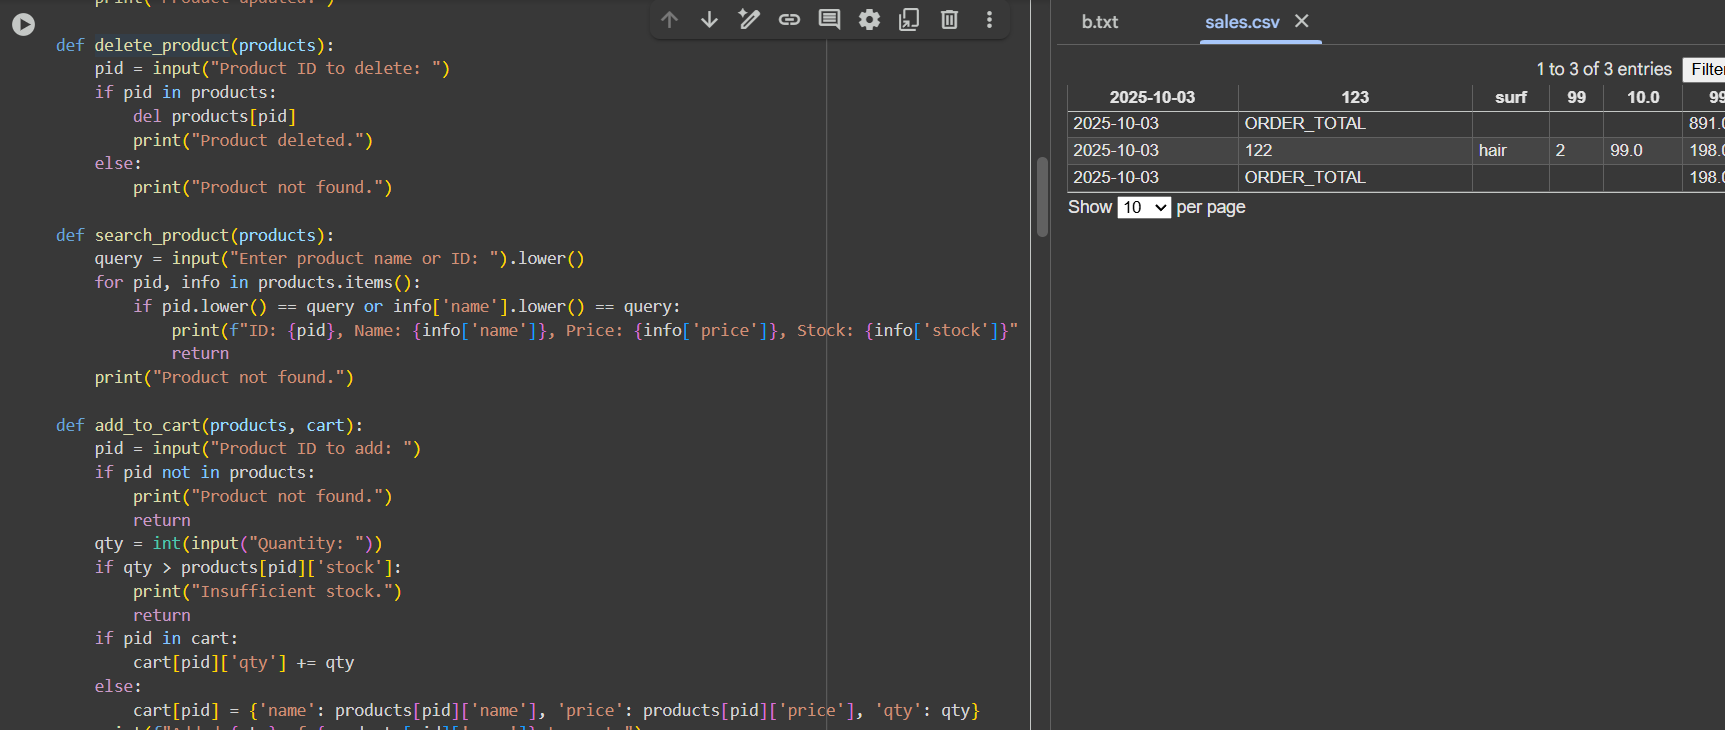 def delete_product(products):
    pid = input("Product ID to delete: ")
    if pid in products:
        del products[pid]
        print("Product deleted.")
    else:
        print("Product not found.")
def search_product(products):
    query = input("Enter product name or ID: ").lower()
    for pid, info in products.items():
        if pid.lower() == query or info['name'].lower() == query:
            print(f"ID: {pid}, Name: {info['name']}, Price: {info['price']}, Stock: {info['stock']}"
            return
    print("Product not found.")
def add_to_cart(products, cart):
    pid = input("Product ID to add: ")
    if pid not in products:
        print("Product not found.")
        return
    qty = int(input("Quantity: "))
    if qty > products[pid]['stock']:
        print("Insufficient stock.")
        return
    if pid in cart:
        cart[pid]['qty'] += qty
    else:
        cart[pid] = {'name': products[pid]['name'], 'price': products[pid]['price'], 'qty': qty}
b.txt
sales.csv
1 to 3 of 3 entries
Filter
2025-10-03 123 surf 99 10.0 99
2025-10-03 ORDER_TOTAL 891.0
2025-10-03 122 hair 2 99.0 198.0
2025-10-03 ORDER_TOTAL 198.0
Show 10 per page